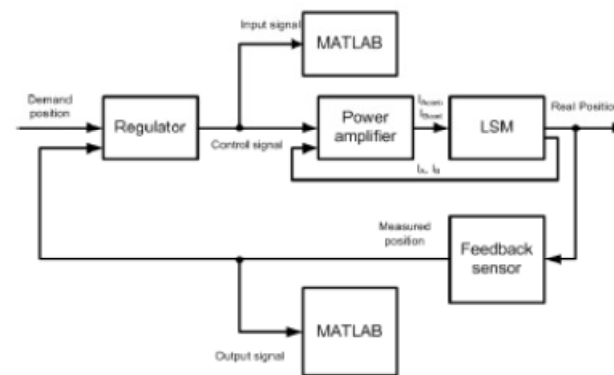 Input signal
MATLAB
Demand
position
Regulator
Control signal
Power
amplifier
LSM
Real Position
Measured
position
Feedback
sensor
MATLAB
Output signal